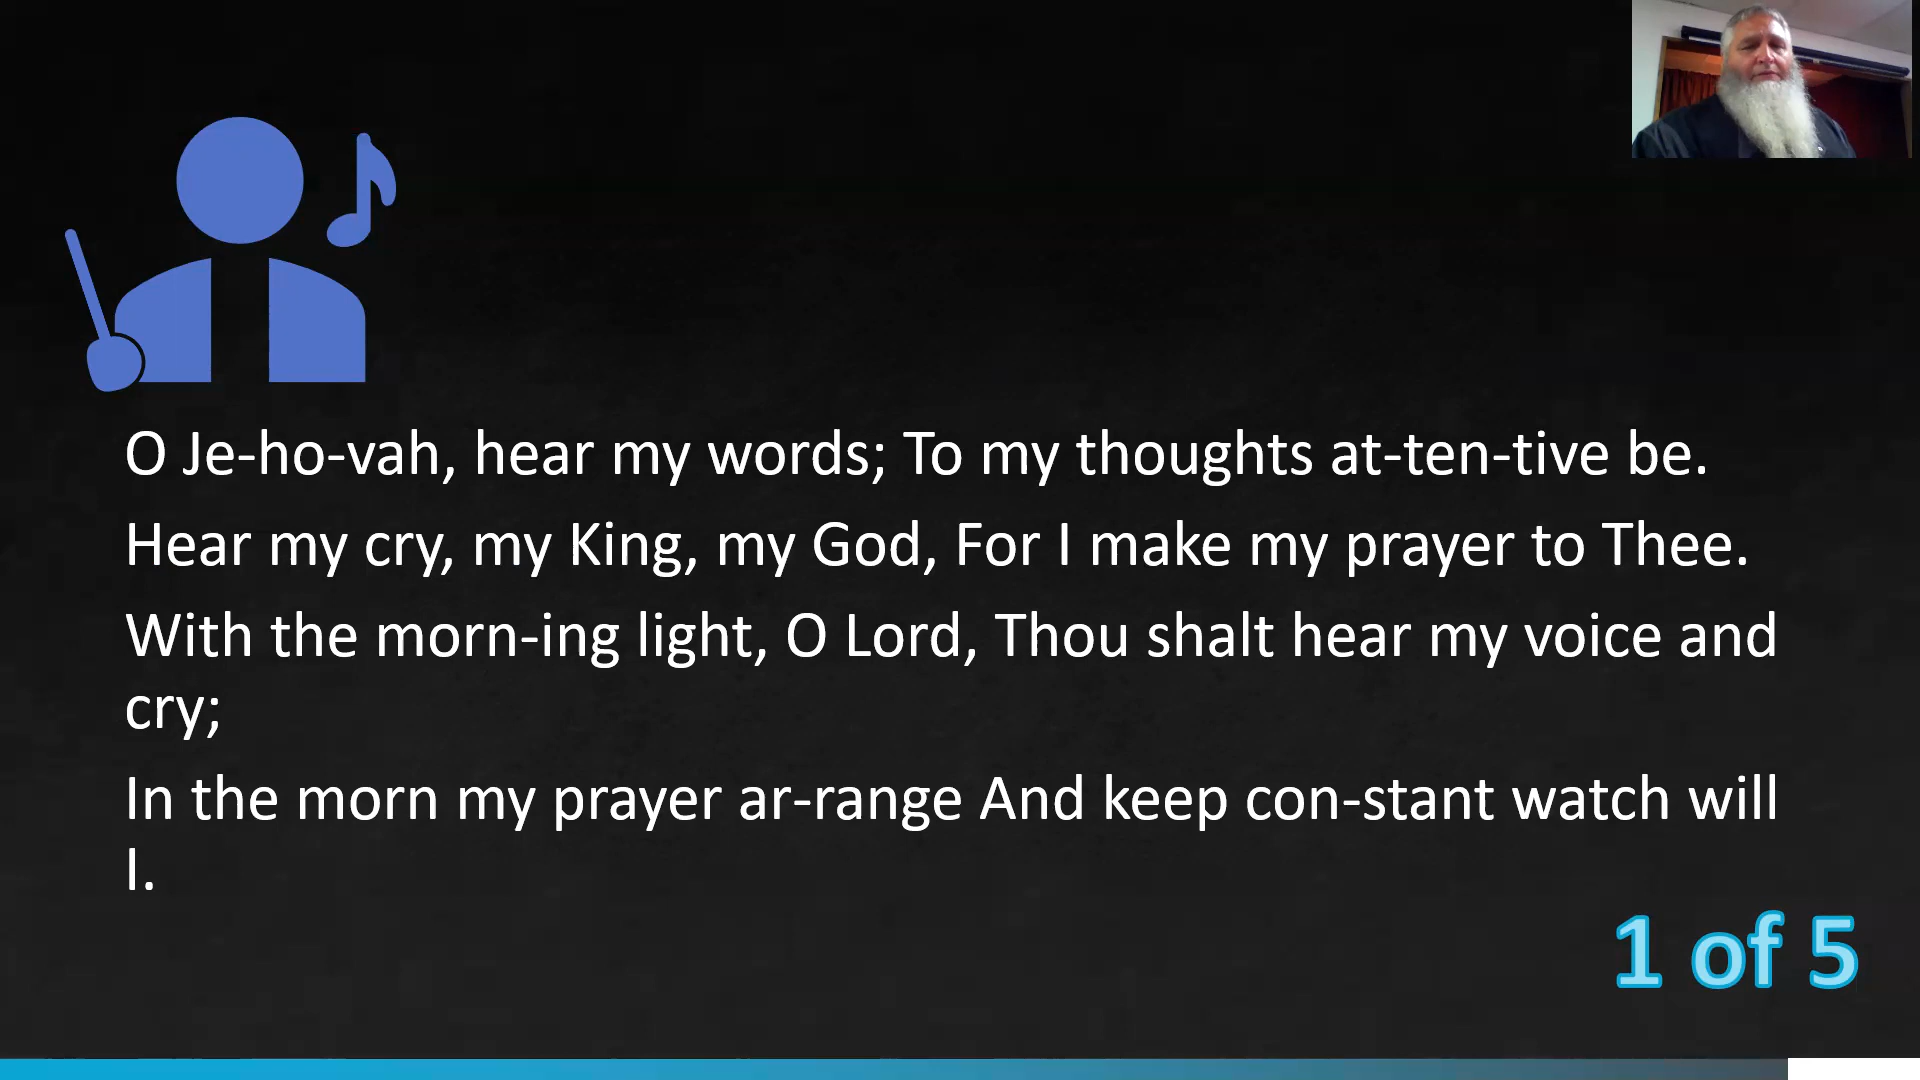 O Je-ho-vah, hear my words; To my thoughts at-ten-tive be.
Hear my cry, my King, my God, For I make my prayer to Thee.
With the morn-ing light, O Lord, Thou shalt hear my voice and
cry;
In the morn my prayer ar-range And keep con-stant watch will
I.
1 of 5